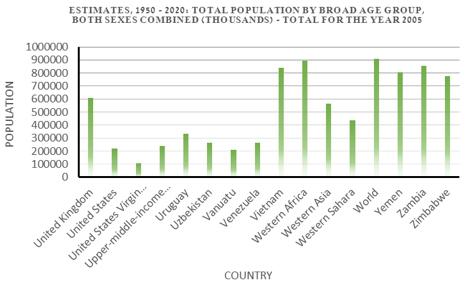 ESTIMATES, 1950 - 2020: TOTAL POPULATION BY BROAD AGE GROUP,
BOTH SEXES COMBINED (THOUSANDS) - TOTAL FOR THE YEAR 2005
POPULATION
1000000
900000
800000
700000
600000
500000
400000
300000
200000
100000
0
United Kingdom
United States
United States Virgin...
Upper-middle-income...
Uruguay
Uzbekistan
Vanuatu
Venezuela
Vietnam
Western Africa
Western Asia
Western Sahara
World
Yemen
Zambia
Zimbabwe
COUNTRY